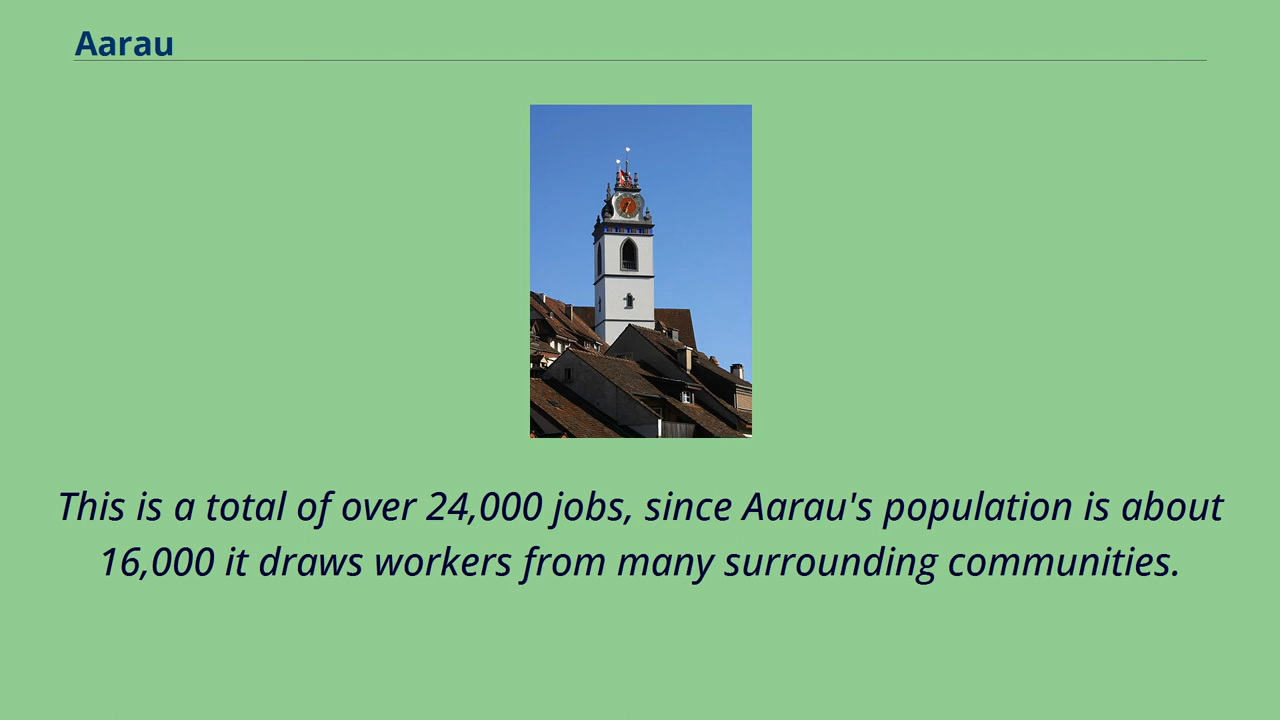 Aarau
This is a total of over 24,000 jobs, since Aarau's population is about
16,000 it draws workers from many surrounding communities.